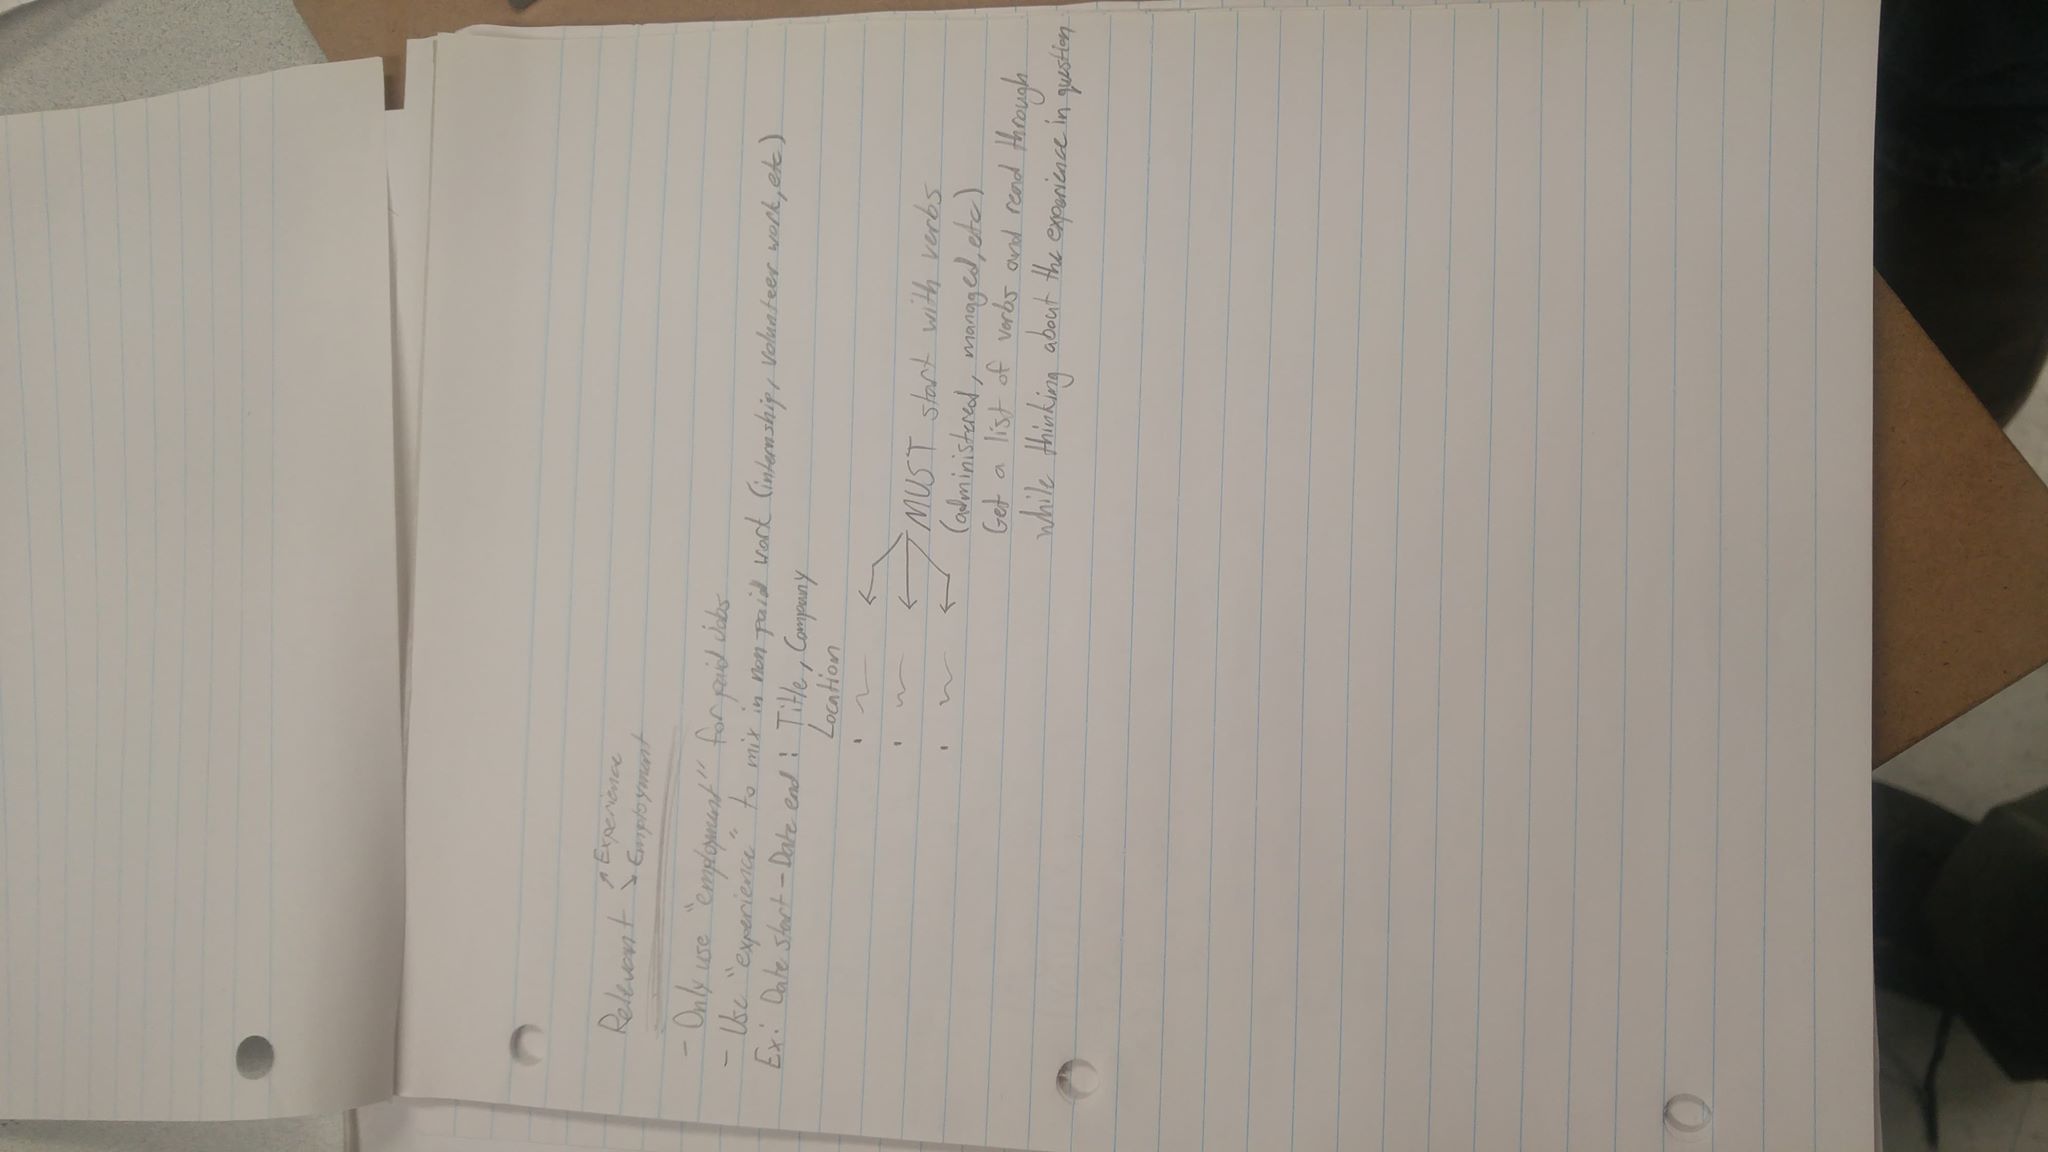 Relevant ↗ Experience
↘ Employment
- Only use "employment" for paid jobs
- Use "experience" to mix in non paid work (internship, volunteer work, etc)
Ex: Date start - Date end : Title, Company
Location
MUST start with verbs
(administered, managed, etc)
Get a list of verbs and read through
while thinking about the experience in question